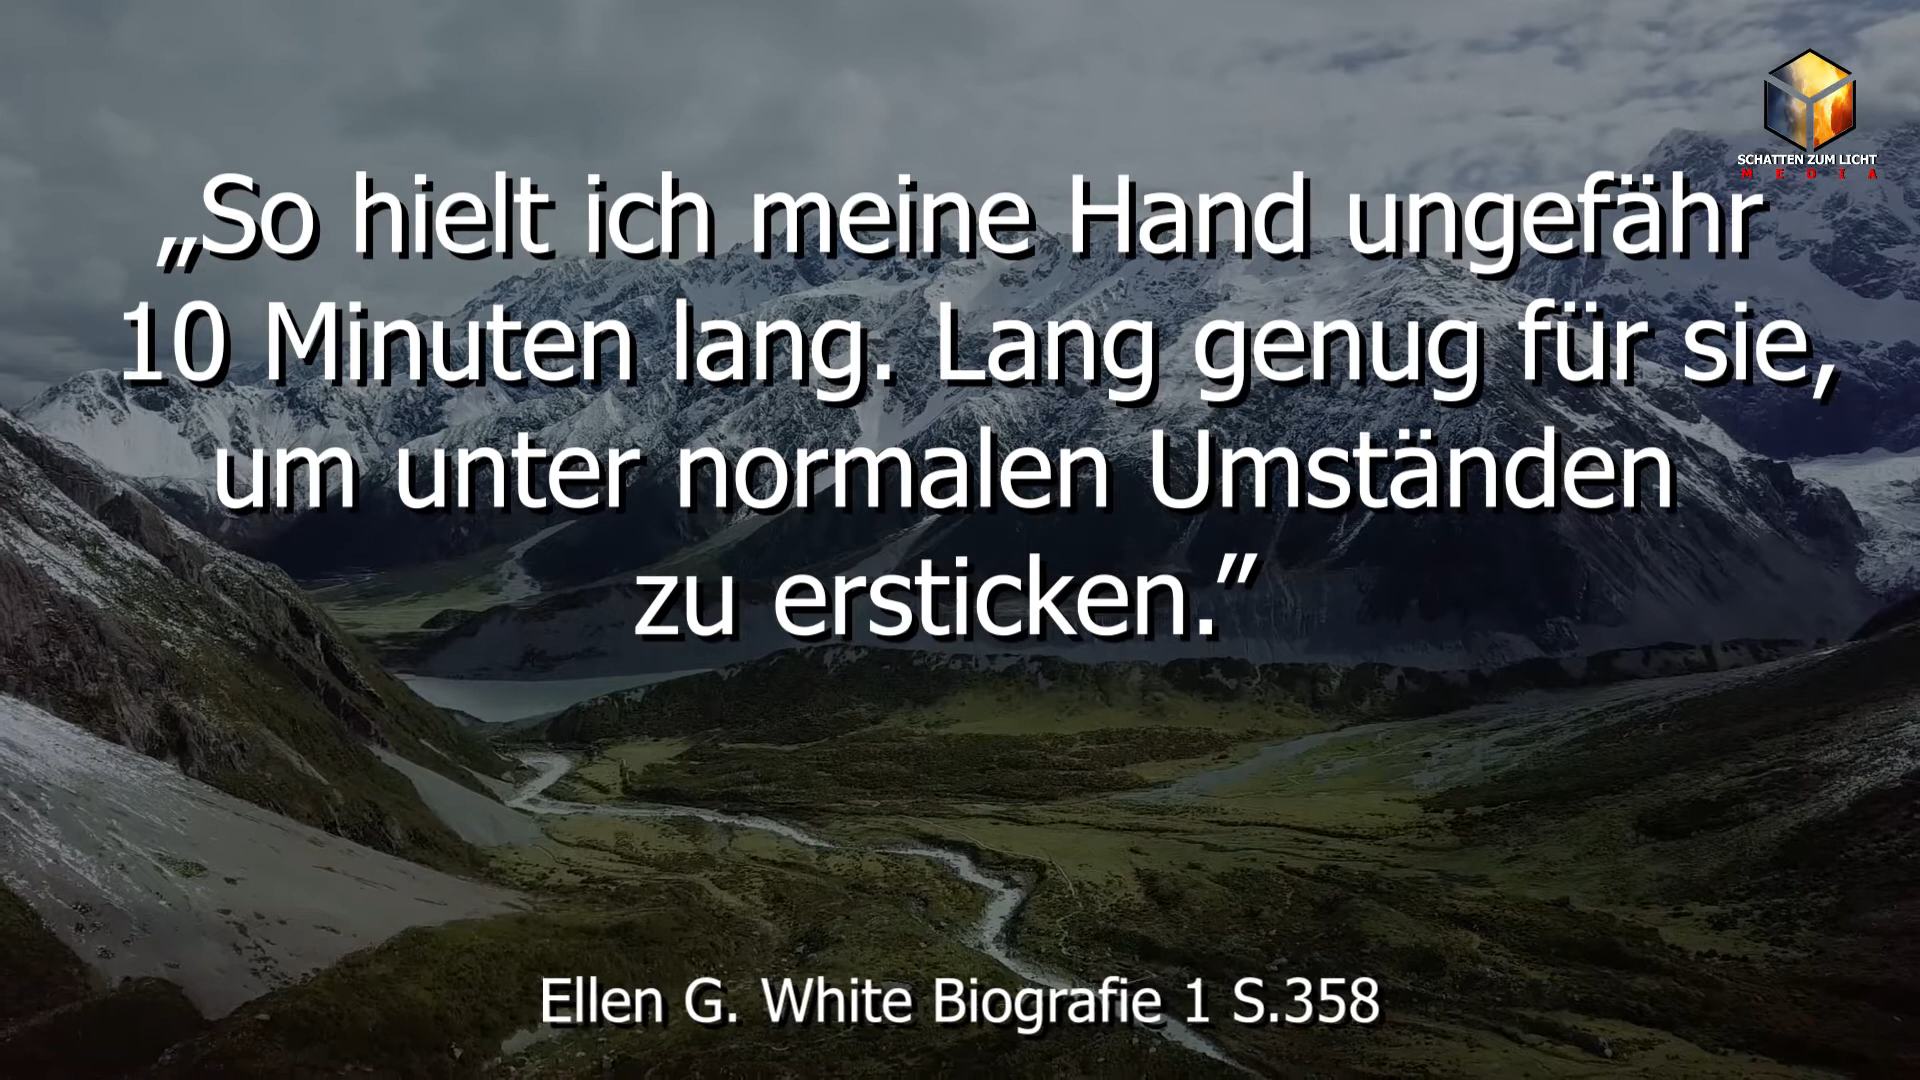 SCHATTEN ZUM LICHT
MEDIA
„So hielt ich meine Hand ungefähr
10 Minuten lang. Lang genug für sie,
um unter normalen Umständen
zu ersticken.”
Ellen G. White Biografie 1 S.358